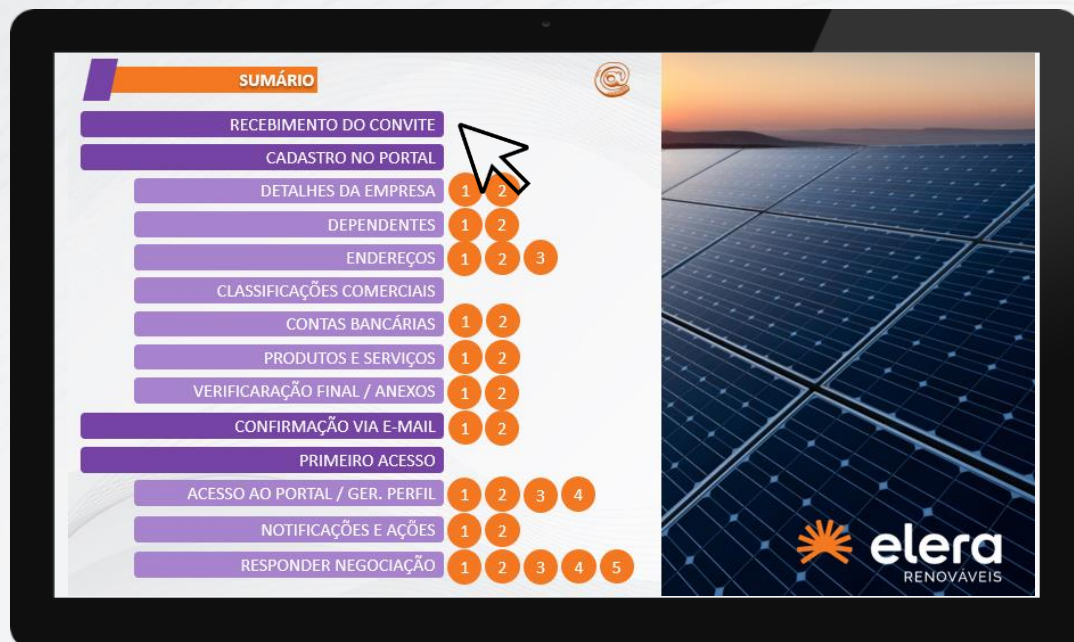 SUMÁRIO
RECEBIMENTO DO CONVITE
CADASTRO NO PORTAL
DETALHES DA EMPRESA 1 2
DEPENDENTES 1 2
ENDEREÇOS 1 2 3
CLASSIFICAÇÕES COMERCIAIS
CONTAS BANCÁRIAS 1 2
PRODUTOS E SERVIÇOS 1 2
VERIFICARAÇÃO FINAL / ANEXOS 1 2
CONFIRMAÇÃO VIA E-MAIL 1 2
PRIMEIRO ACESSO
ACESSO AO PORTAL / GER. PERFIL 1 2 3 4
NOTIFICAÇÕES E AÇÕES 1 2
RESPONDER NEGOCIAÇÃO 1 2 3 4 5
elera
RENOVÁVEIS